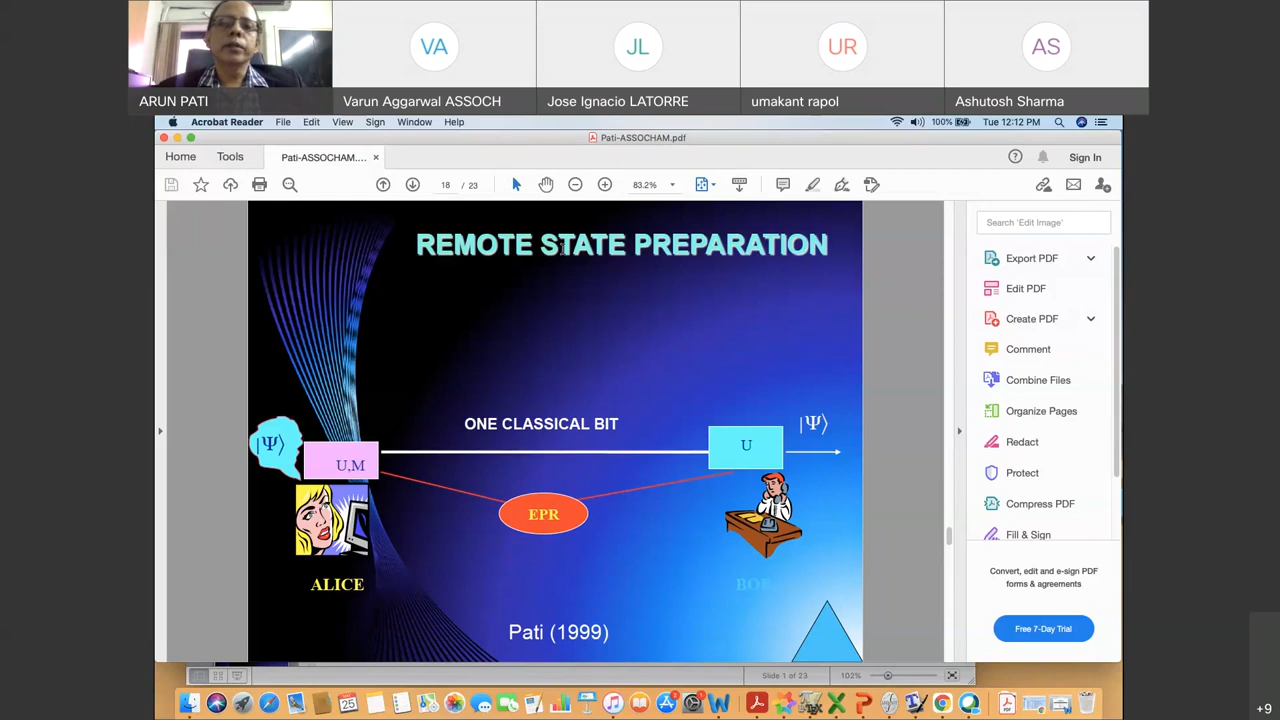 VA
JL
UR
AS
ARUN PATI
Varun Aggarwal ASSOCH
Jose Ignacio LATORRE
umakant rapol
Ashutosh Sharma
Acrobat Reader File Edit View Sign Window Help
100% Tue 12:12 PM
Pati-ASSOCHAM.pdf
Home Tools Pati-ASSOCHAM.... × Sign In
18 / 23 83.2%
REMOTE STATE PREPARATION
Search 'Edit Image'
Export PDF
Edit PDF
Create PDF
Comment
Combine Files
Organize Pages
Redact
Protect
Compress PDF
Fill & Sign
Convert, edit and e-sign PDF
forms & agreements
Free 7-Day Trial
ONE CLASSICAL BIT
|Ψ⟩
|Ψ⟩
U,M
U
EPR
ALICE
BOB
Pati (1999)
Slide 1 of 23 102%
25
+9